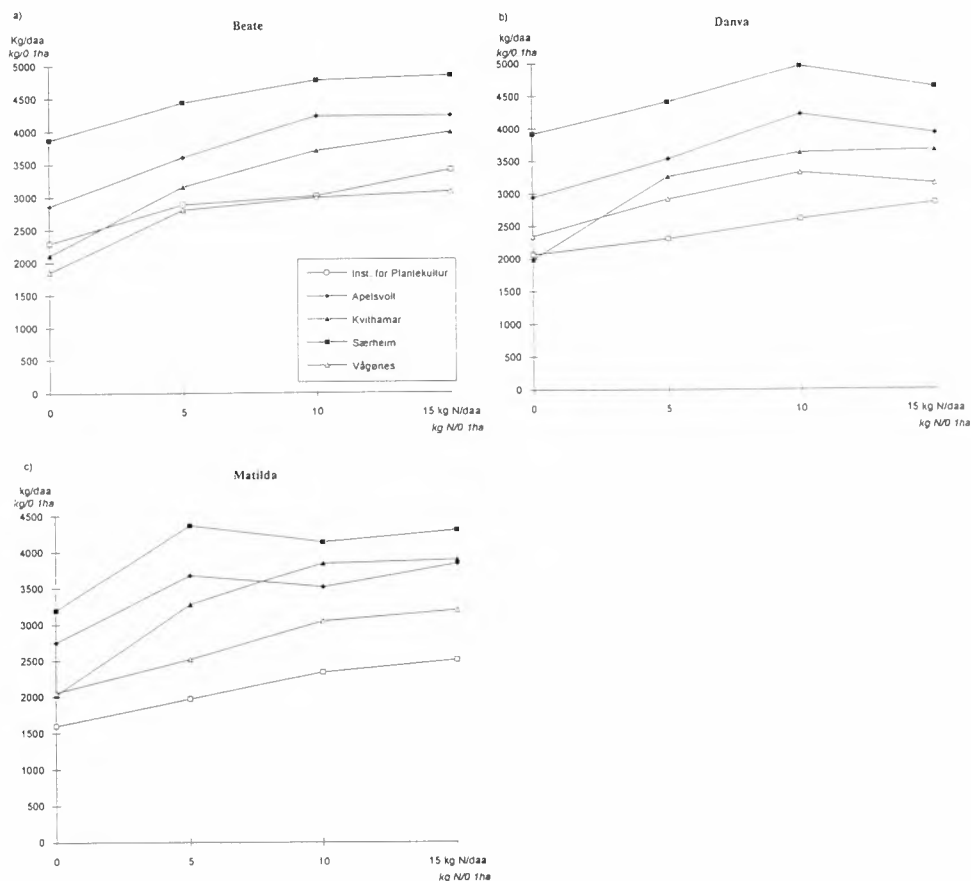 a)
Beate
Kg/daa
kg/0 1ha
5000
4500
4000
3500
3000
2500
2000
1500
1000
500
0
0 5 10 15 kg N/daa
kg N/0 1ha
Inst. for Plantekultur
Apelsvoll
Kvithamar
Særheim
Vågønes
b)
Danva
kg/daa
kg/0 1ha
5000
4500
4000
3500
3000
2500
2000
1500
1000
500
0
0 5 10 15 kg N/daa
kg N/0 1ha
c)
Matilda
kg/daa
kg/0 1ha
4500
4000
3500
3000
2500
2000
1500
1000
500
0
0 5 10 15 kg N/daa
kg N/0 1ha